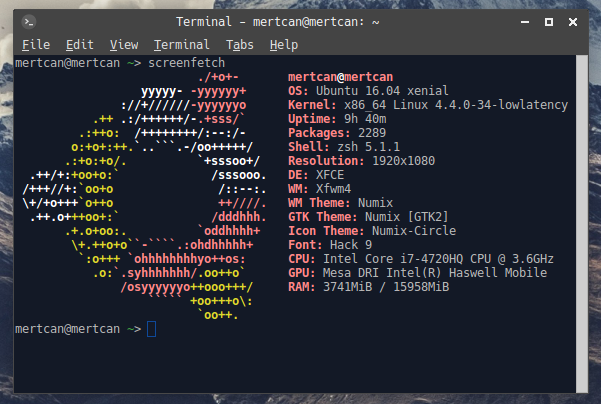 Terminal - mertcan@mertcan: ~
File Edit View Terminal Tabs Help
mertcan@mertcan ~> screenfetch
./+o+- mertcan@mertcan
yyyyy- -yyyyyy+ OS: Ubuntu 16.04 xenial
://+//////-yyyyyyo Kernel: x86_64 Linux 4.4.0-34-lowlatency
.++ .:/++++++/-.+sss/` Uptime: 9h 40m
.:++o: /++++++++/:--:/- Packages: 2289
o:+o+:++.`..```.-/oo+++++/ Shell: zsh 5.1.1
.:+o:+o/. `+sssoo+/ Resolution: 1920x1080
.++/+:+oo+o:` /sssooo. DE: XFCE
/+++//+:`oo+o /::--:. WM: Xfwm4
\+/+o+++`o++o ++////. WM Theme: Numix
.++.o+++oo+:` /dddhhh. GTK Theme: Numix [GTK2]
.+.o+oo:. `oddhhhh+ Icon Theme: Numix-Circle
\+.++o+o``-````.:ohdhhhhh+ Font: Hack 9
`:o+++ `ohhhhhhhhyo++os: CPU: Intel Core i7-4720HQ CPU @ 3.6GHz
.o:`.syhhhhhhh/.oo++o` GPU: Mesa DRI Intel(R) Haswell Mobile
/osyyyyyyo++ooo+++/ RAM: 3741MiB / 15958MiB
````` +oo+++o\:
`oo++.
mertcan@mertcan ~>